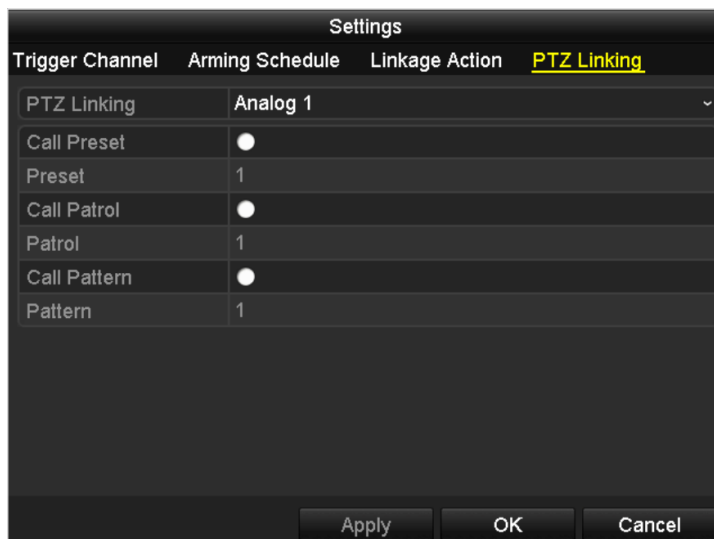 Settings
Trigger Channel Arming Schedule Linkage Action PTZ Linking
PTZ Linking Analog 1
Call Preset
Preset 1
Call Patrol
Patrol 1
Call Pattern
Pattern 1
Apply OK Cancel